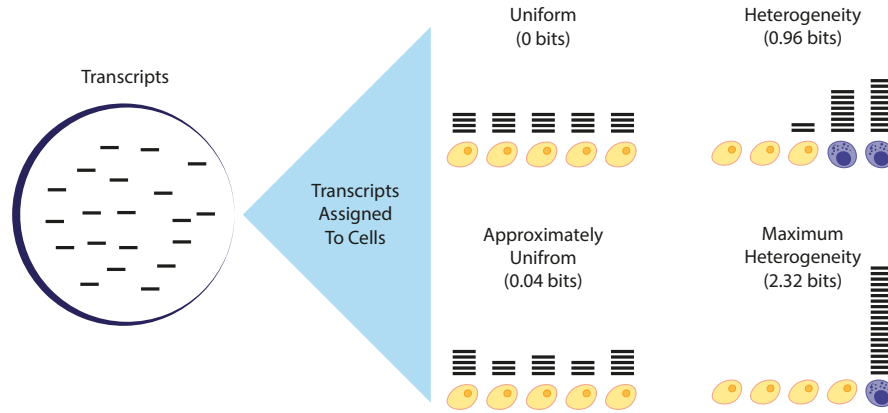 Transcripts
Transcripts
Assigned
To Cells
Uniform
(0 bits)
Heterogeneity
(0.96 bits)
Approximately
Unifrom
(0.04 bits)
Maximum
Heterogeneity
(2.32 bits)